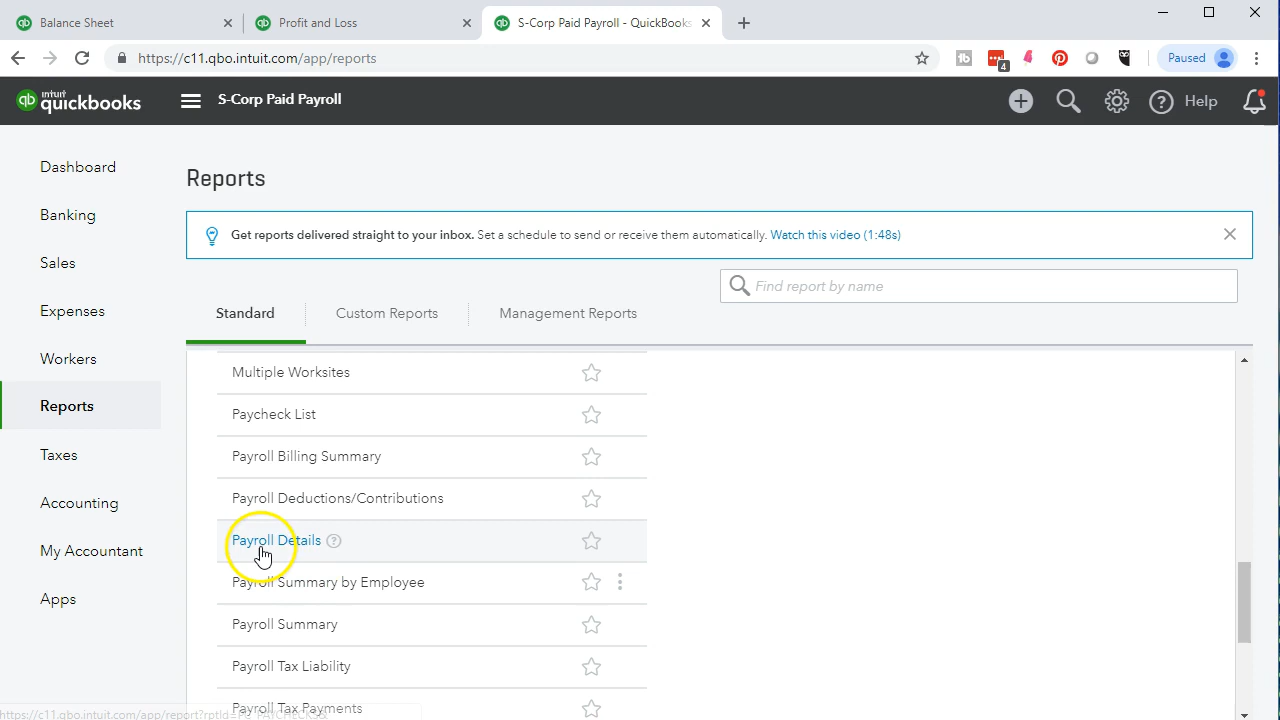 Balance Sheet
Profit and Loss
S-Corp Paid Payroll - QuickBooks
https://c11.qbo.intuit.com/app/reports
4
Paused
intuit quickbooks
S-Corp Paid Payroll
Help
Dashboard
Banking
Sales
Expenses
Workers
Reports
Taxes
Accounting
My Accountant
Apps
Reports
Get reports delivered straight to your inbox. Set a schedule to send or receive them automatically. Watch this video (1:48s)
Find report by name
Standard
Custom Reports
Management Reports
Multiple Worksites
Paycheck List
Payroll Billing Summary
Payroll Deductions/Contributions
Payroll Details
Payroll Summary by Employee
Payroll Summary
Payroll Tax Liability
Payroll Tax Payments